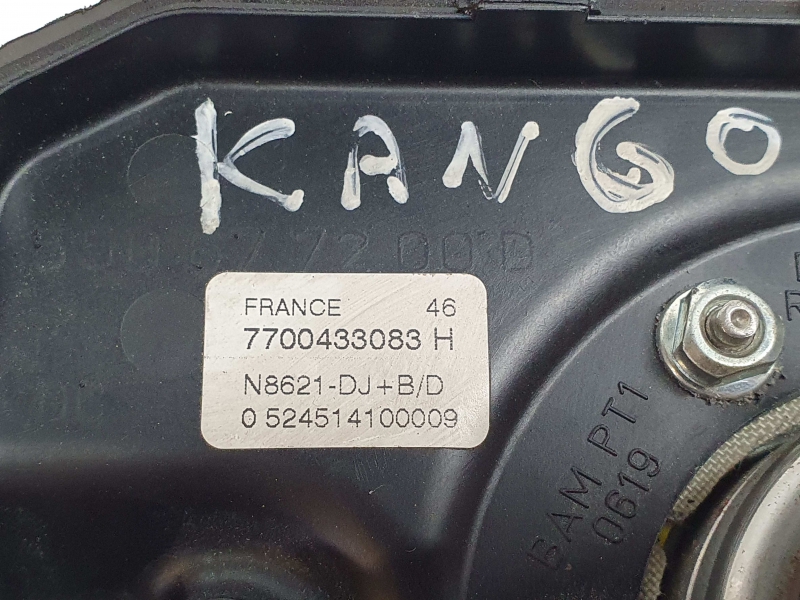 KANGO
FRANCE 46
7700433083 H
N8621-DJ+B/D
0 524514100009
BAM PT1
0619